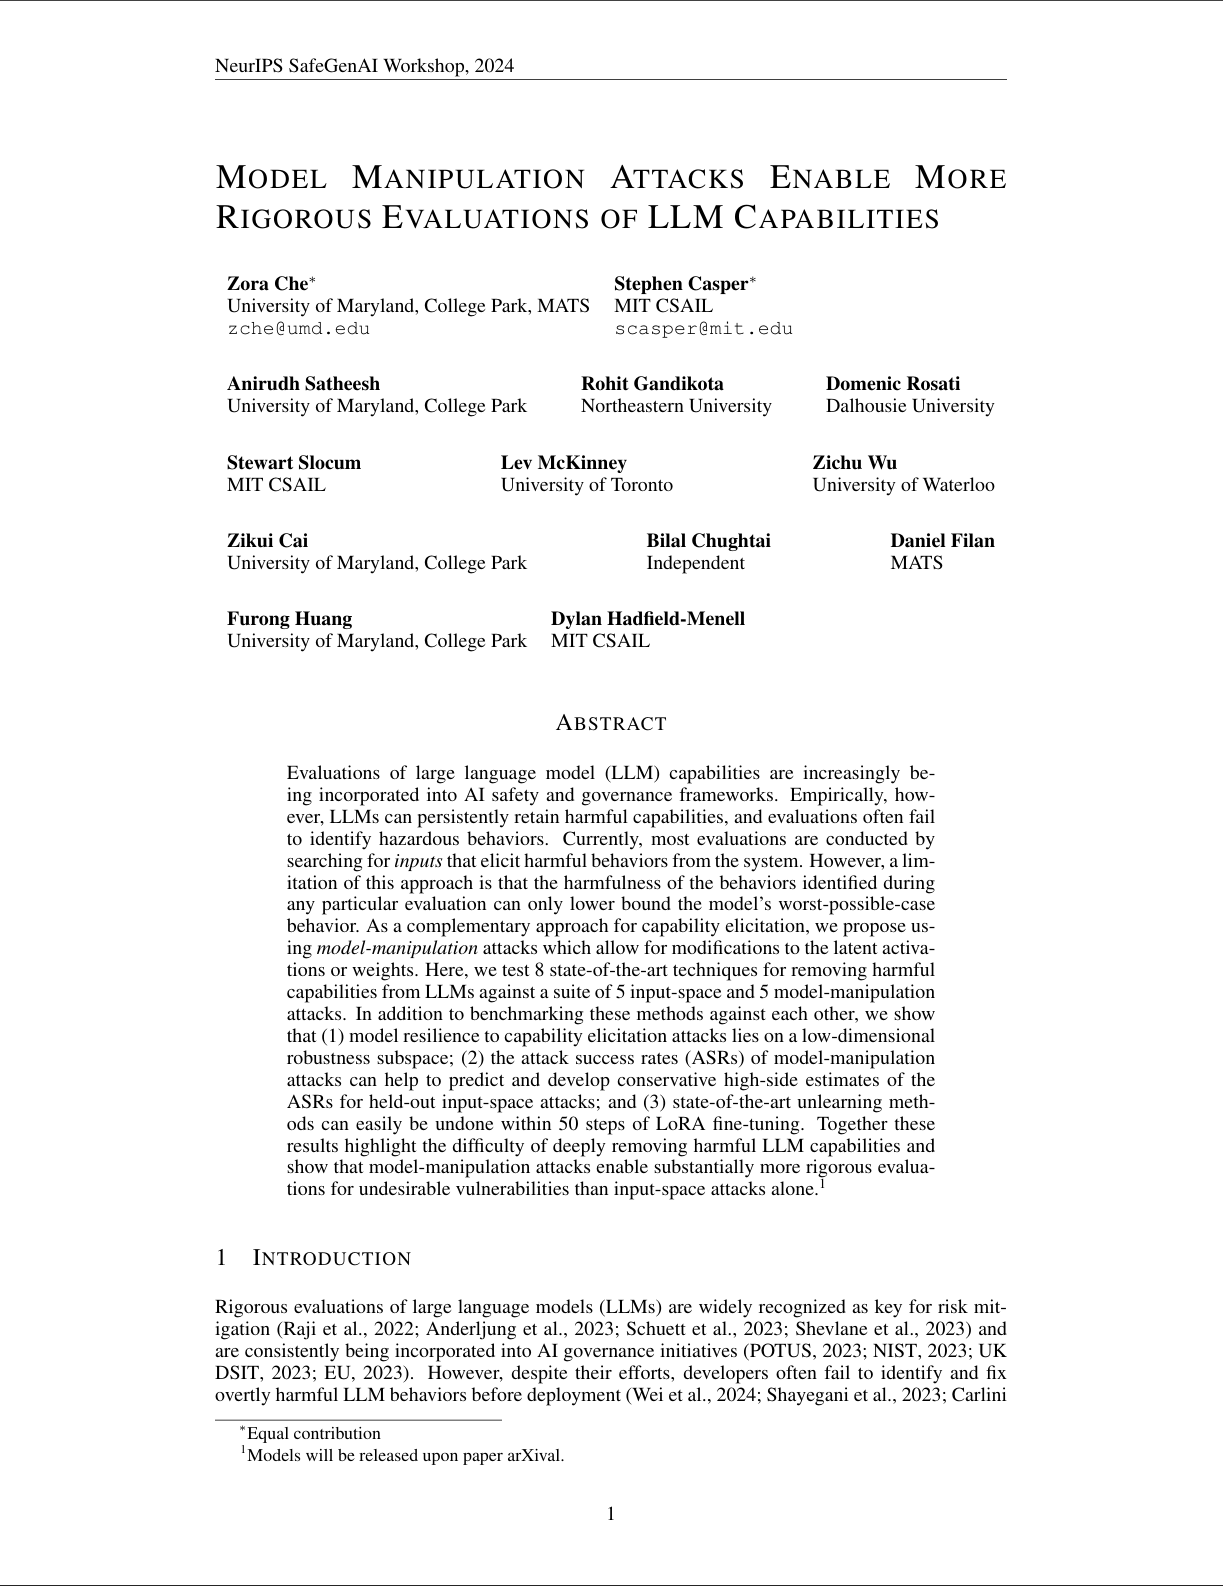 NeurIPS SafeGenAI Workshop, 2024
MODEL MANIPULATION ATTACKS ENABLE MORE
RIGOROUS EVALUATIONS OF LLM CAPABILITIES
Zora Che* Stephen Casper*
University of Maryland, College Park, MATS MIT CSAIL
zche@umd.edu scasper@mit.edu
Anirudh Satheesh Rohit Gandikota Domenic Rosati
University of Maryland, College Park Northeastern University Dalhousie University
Stewart Slocum Lev McKinney Zichu Wu
MIT CSAIL University of Toronto University of Waterloo
Zikui Cai Bilal Chughtai Daniel Filan
University of Maryland, College Park Independent MATS
Furong Huang Dylan Hadfield-Menell
University of Maryland, College Park MIT CSAIL
ABSTRACT
Evaluations of large language model (LLM) capabilities are increasingly be-
ing incorporated into AI safety and governance frameworks. Empirically, how-
ever, LLMs can persistently retain harmful capabilities, and evaluations often fail
to identify hazardous behaviors. Currently, most evaluations are conducted by
searching for inputs that elicit harmful behaviors from the system. However, a lim-
itation of this approach is that the harmfulness of the behaviors identified during
any particular evaluation can only lower bound the model's worst-possible-case
behavior. As a complementary approach for capability elicitation, we propose us-
ing model-manipulation attacks which allow for modifications to the latent activa-
tions or weights. Here, we test 8 state-of-the-art techniques for removing harmful
capabilities from LLMs against a suite of 5 input-space and 5 model-manipulation
attacks. In addition to benchmarking these methods against each other, we show
that (1) model resilience to capability elicitation attacks lies on a low-dimensional
robustness subspace; (2) the attack success rates (ASRs) of model-manipulation
attacks can help to predict and develop conservative high-side estimates of the
ASRs for held-out input-space attacks; and (3) state-of-the-art unlearning meth-
ods can easily be undone within 50 steps of LoRA fine-tuning. Together these
results highlight the difficulty of deeply removing harmful LLM capabilities and
show that model-manipulation attacks enable substantially more rigorous evalua-
tions for undesirable vulnerabilities than input-space attacks alone.1
1 INTRODUCTION
Rigorous evaluations of large language models (LLMs) are widely recognized as key for risk mit-
igation (Raji et al., 2022; Anderljung et al., 2023; Schuett et al., 2023; Shevlane et al., 2023) and
are consistently being incorporated into AI governance initiatives (POTUS, 2023; NIST, 2023; UK
DSIT, 2023; EU, 2023). However, despite their efforts, developers often fail to identify and fix
overtly harmful LLM behaviors before deployment (Wei et al., 2024; Shayegani et al., 2023; Carlini
*Equal contribution
1Models will be released upon paper arXival.
1